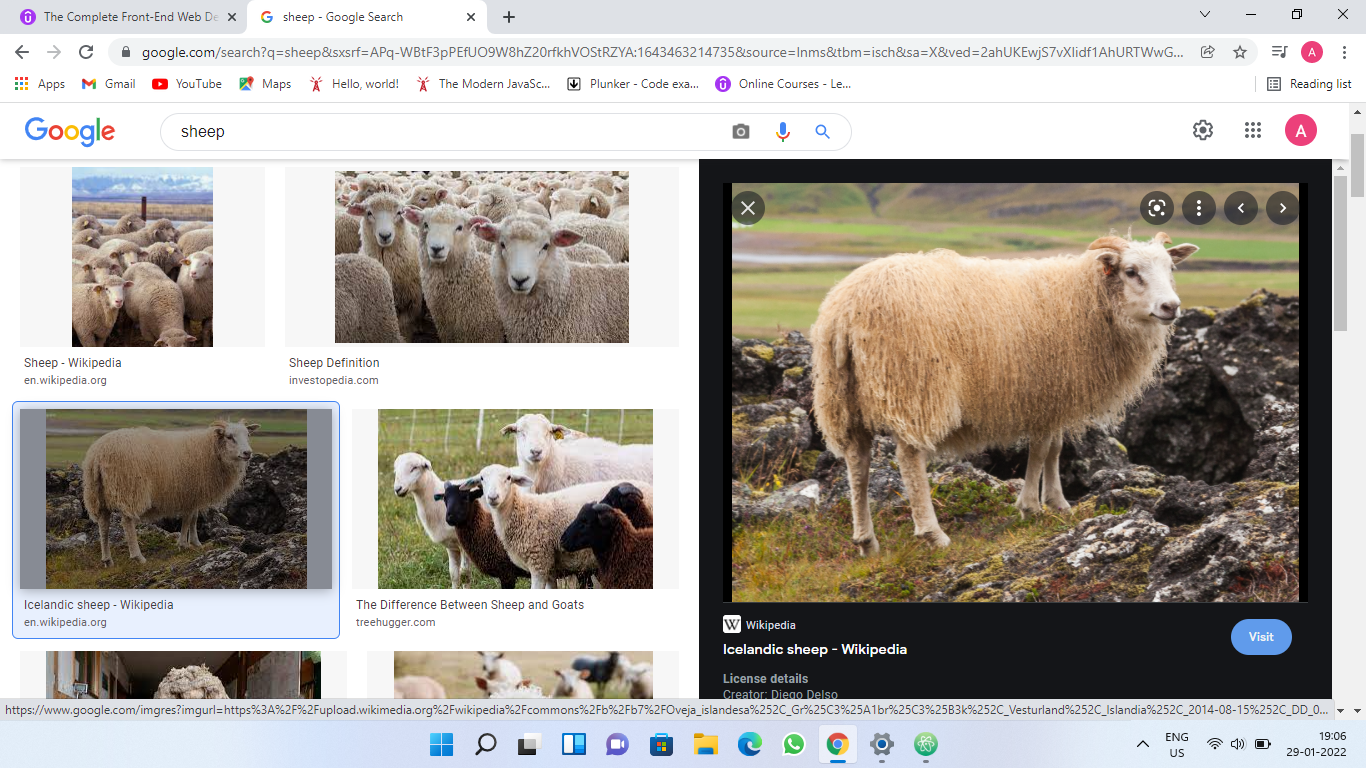 The Complete Front-End Web De
sheep - Google Search
google.com/search?q=sheep&sxsrf=APq-WBtF3pPEfUO9W8hZ20rfkhVOStRZYA:1643463214735&source=lnms&tbm=isch&sa=X&ved=2ahUKEwjS7vXlidf1AhURTWwG...
A
Apps
Gmail
YouTube
Maps
Hello, world!
The Modern JavaSc...
Plunker - Code exa...
Online Courses - Le...
Reading list
Google
sheep
A
Sheep - Wikipedia
en.wikipedia.org
Sheep Definition
investopedia.com
Icelandic sheep - Wikipedia
en.wikipedia.org
The Difference Between Sheep and Goats
treehugger.com
W Wikipedia
Icelandic sheep - Wikipedia
Visit
License details
Creator: Diego Delso
https://www.google.com/imgres?imgurl=https%3A%2F%2Fupload.wikimedia.org%2Fwikipedia%2Fcommons%2Fb%2Fb7%2FOveja_islandesa%252C_Gr%25C3%25A1br%25C3%25B3k%252C_Vesturland%252C_Islandia%252C_2014-08-15%252C_DD_0...
ENG
US
19:06
29-01-2022